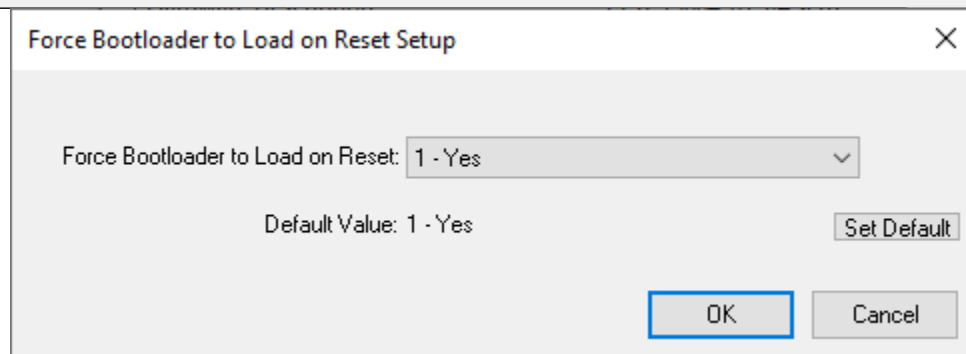 Force Bootloader to Load on Reset Setup
Force Bootloader to Load on Reset: 1 - Yes
Default Value: 1 - Yes
Set Default
OK
Cancel